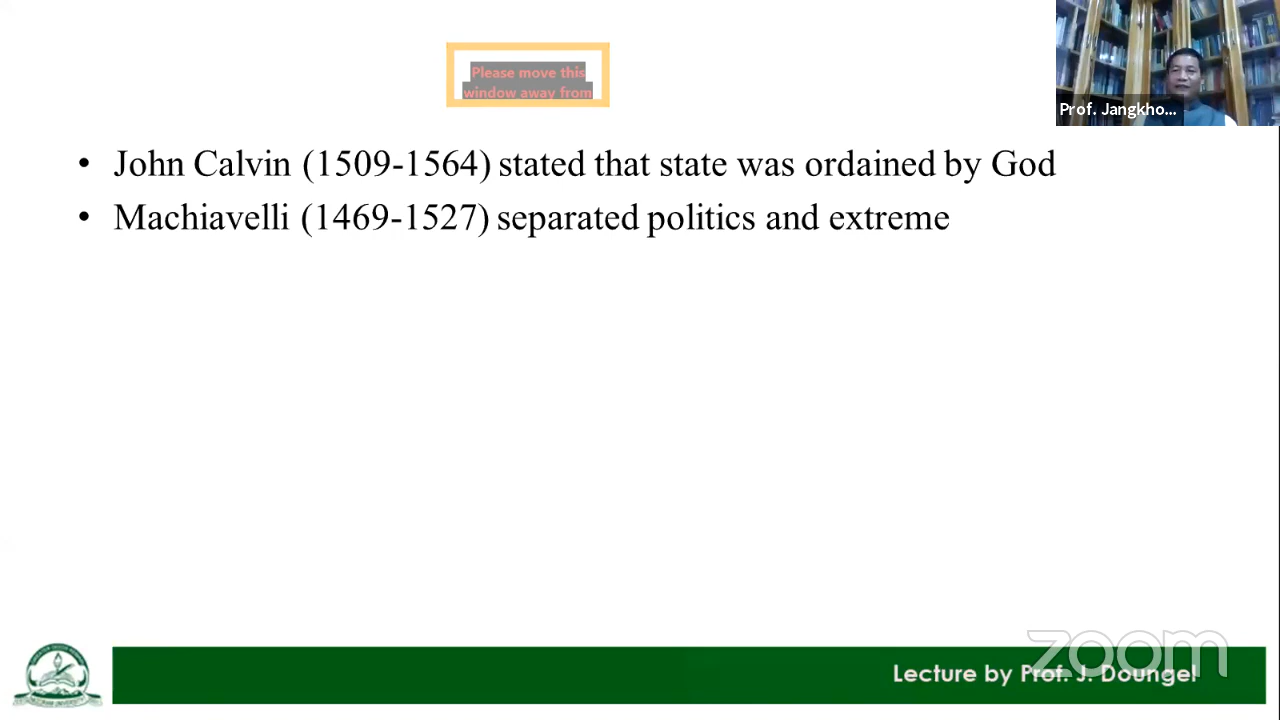 Please move this
window away from
Prof. Jangkho...
• John Calvin (1509-1564) stated that state was ordained by God
• Machiavelli (1469-1527) separated politics and extreme
zoom
Lecture by Prof. J. Doungel